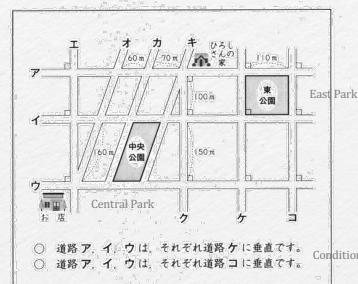 エ オ カ キ ひろし
さんの
家
60m 70m 110m
ア
100m 東
公園 East Park
イ
160m 中央
公園 150m
ウ
お店 Central Park ク ケ コ
○ 道路ア, イ, ウは, それぞれ道路ケに垂直です。
○ 道路ア, イ, ウは, それぞれ道路コに垂直です。
Condition